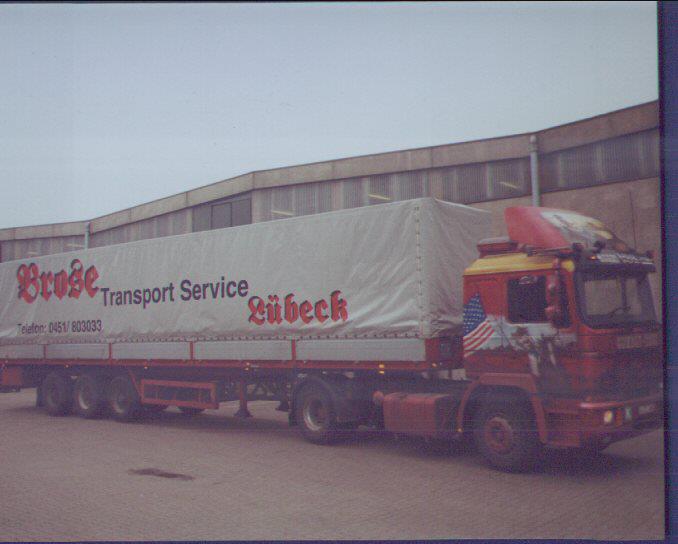 Brose Transport Service Lübeck
Telefon: 0451/ 803033